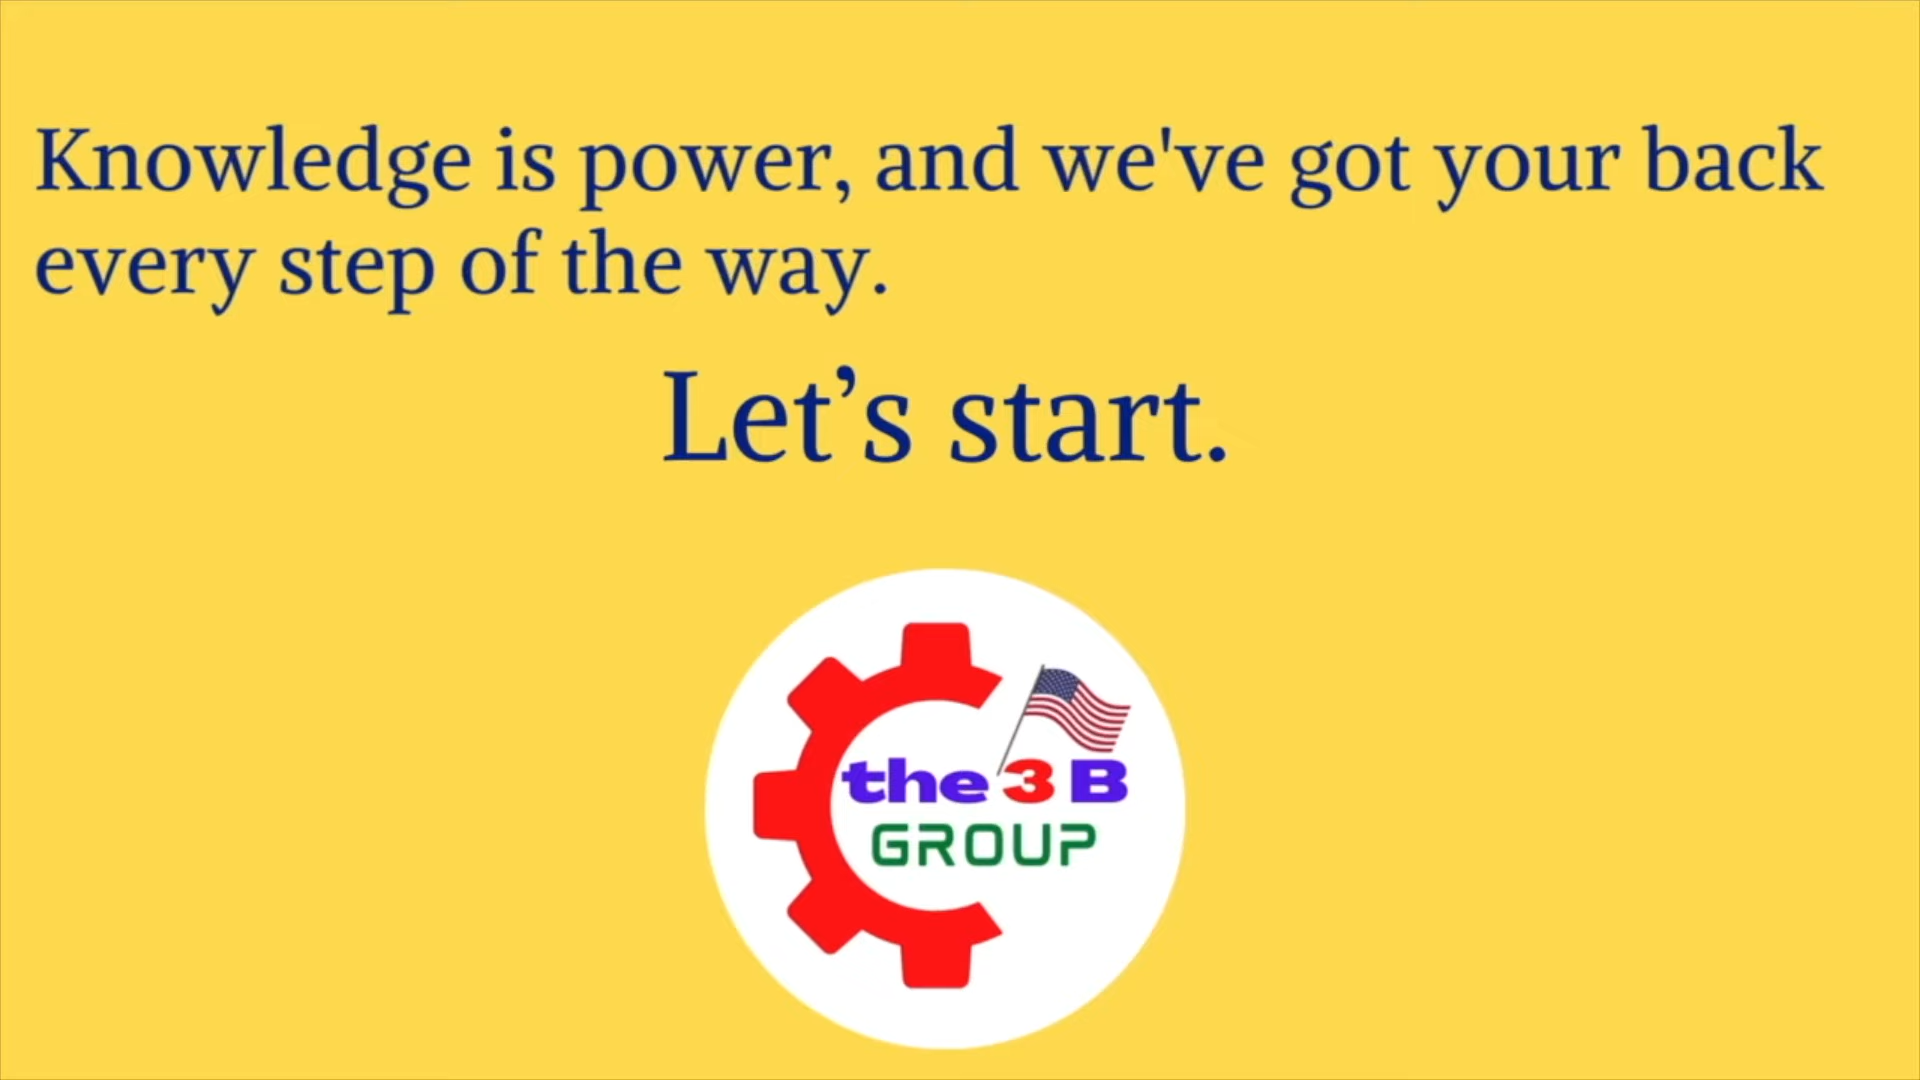 Knowledge is power, and we've got your back
every step of the way.
Let’s start.
the 3 B
GROUP